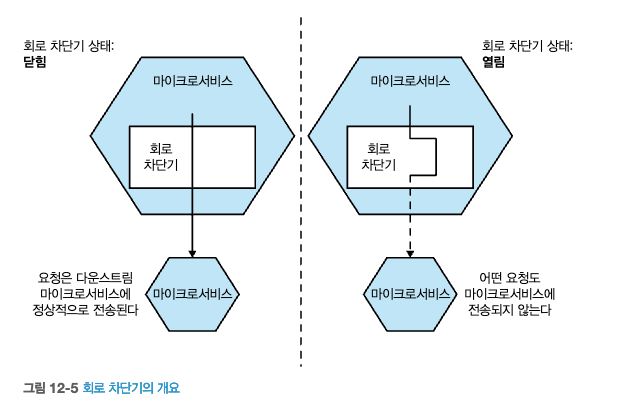 회로 차단기 상태:
닫힘
마이크로서비스
회로
차단기
요청은 다운스트림
마이크로서비스에
정상적으로 전송된다
마이크로서비스
회로 차단기 상태:
열림
마이크로서비스
회로
차단기
마이크로서비스
어떤 요청도
마이크로서비스에
전송되지 않는다
그림 12-5 회로 차단기의 개요